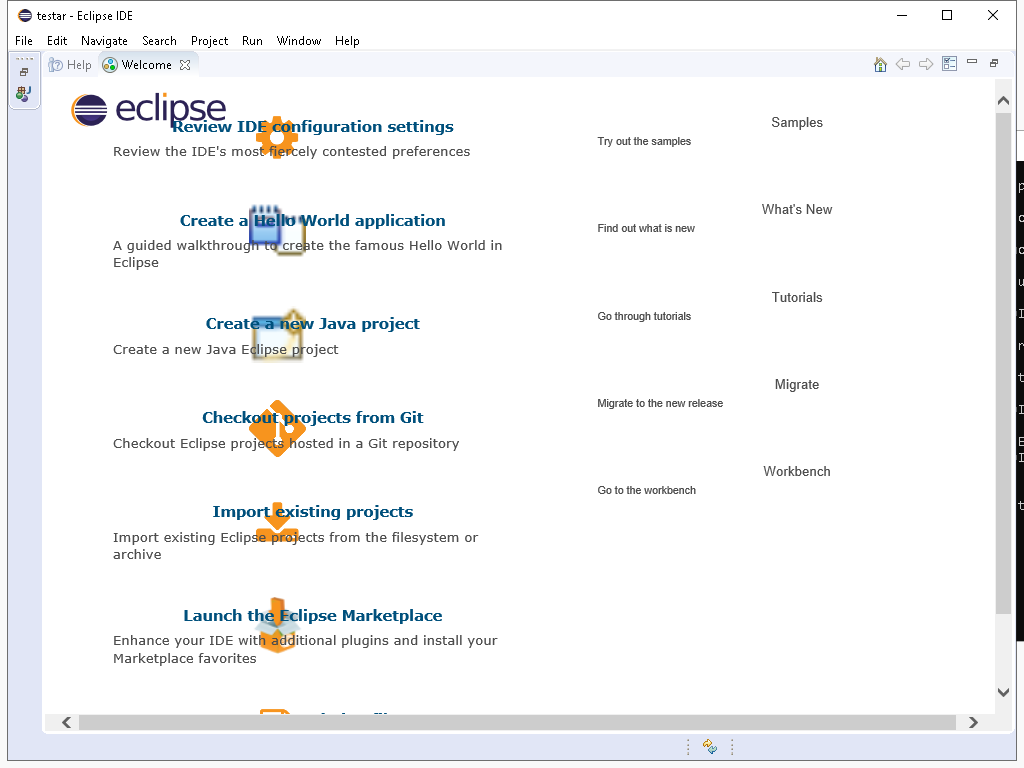 testar - Eclipse IDE
File Edit Navigate Search Project Run Window Help
Help Welcome
eclipse
Review IDE configuration settings
Review the IDE's most fiercely contested preferences
Create a Hello World application
A guided walkthrough to create the famous Hello World in
Eclipse
Create a new Java project
Create a new Java Eclipse project
Checkout projects from Git
Checkout Eclipse projects hosted in a Git repository
Import existing projects
Import existing Eclipse projects from the filesystem or
archive
Launch the Eclipse Marketplace
Enhance your IDE with additional plugins and install your
Marketplace favorites
Samples
Try out the samples
What's New
Find out what is new
Tutorials
Go through tutorials
Migrate
Migrate to the new release
Workbench
Go to the workbench